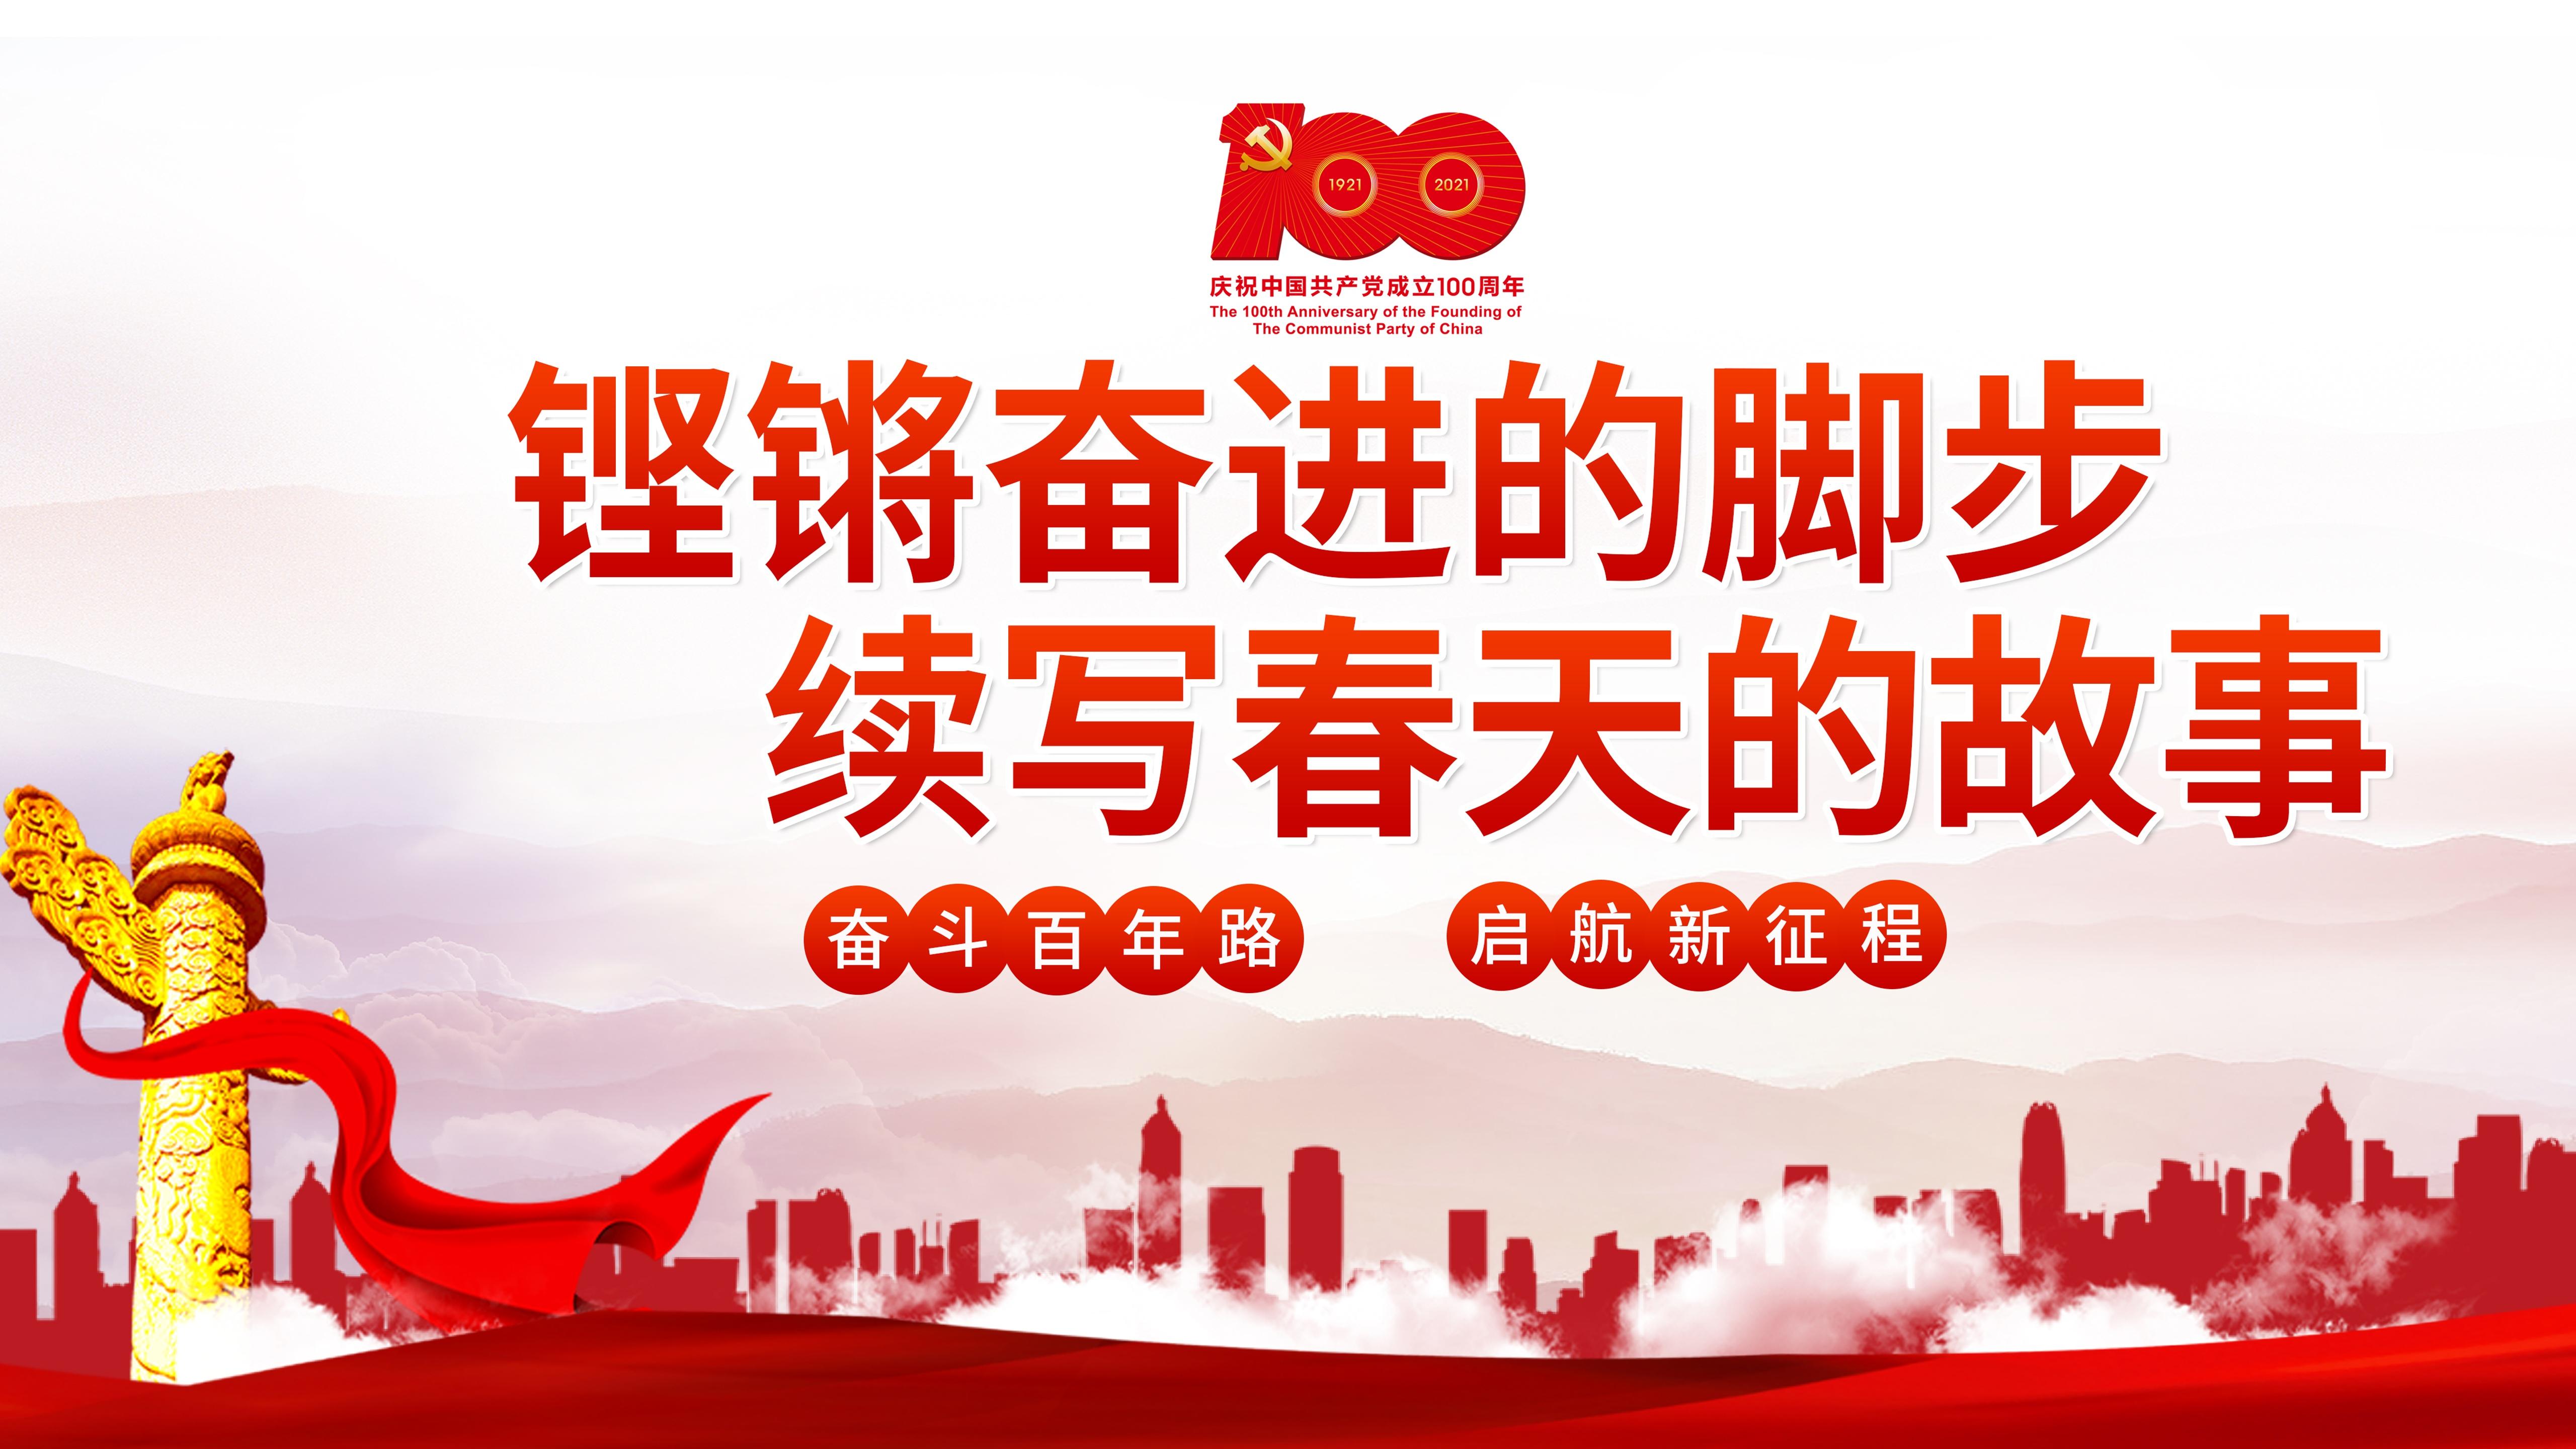 1921 2021
庆祝中国共产党成立100周年
The 100th Anniversary of the Founding of
The Communist Party of China
铿锵奋进的脚步
续写春天的故事
奋斗百年路 启航新征程